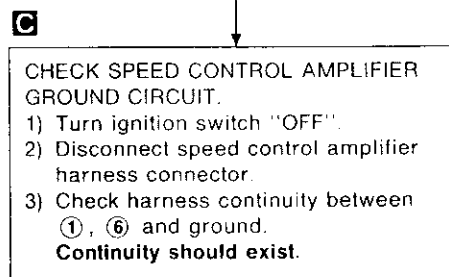 C
CHECK SPEED CONTROL AMPLIFIER
GROUND CIRCUIT.
1) Turn ignition switch "OFF".
2) Disconnect speed control amplifier
harness connector.
3) Check harness continuity between
①, ⑥ and ground.
Continuity should exist.